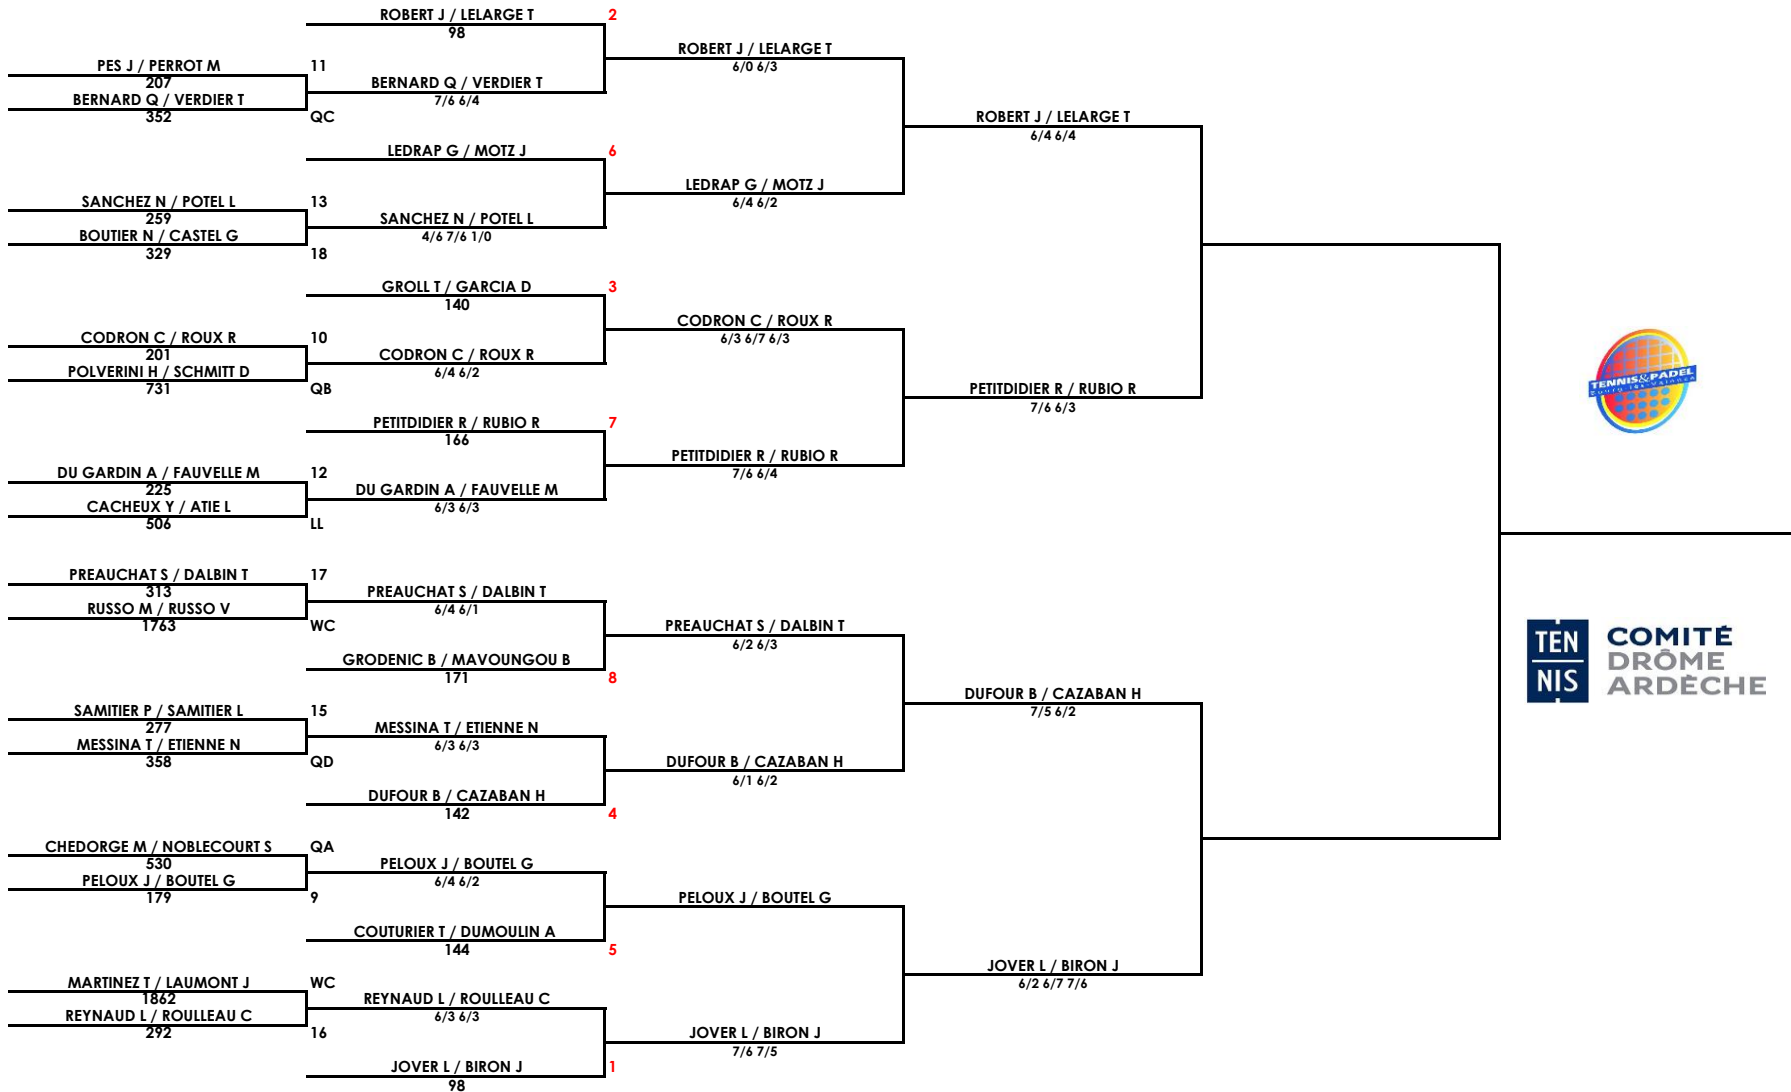 ROBERT J / LELARGE T 2
98
PES J / PERROT M 11
207
BERNARD Q / VERDIER T
352 QC
BERNARD Q / VERDIER T
7/6 6/4
ROBERT J / LELARGE T
6/0 6/3
LEDRAP G / MOTZ J 6
SANCHEZ N / POTEL L 13
259
BOUTIER N / CASTEL G
329 18
SANCHEZ N / POTEL L
4/6 7/6 1/0
LEDRAP G / MOTZ J
6/4 6/2
ROBERT J / LELARGE T
6/4 6/4
GROLL T / GARCIA D 3
140
CODRON C / ROUX R 10
201
POLVERINI H / SCHMITT D
731 QB
CODRON C / ROUX R
6/4 6/2
CODRON C / ROUX R
6/3 6/7 6/3
PETITDIDIER R / RUBIO R 7
166
DU GARDIN A / FAUVELLE M 12
225
CACHEUX Y / ATIE L
506 LL
DU GARDIN A / FAUVELLE M
6/3 6/3
PETITDIDIER R / RUBIO R
7/6 6/4
PETITDIDIER R / RUBIO R
7/6 6/3
PREAUCHAT S / DALBIN T 17
313
RUSSO M / RUSSO V
1763 WC
PREAUCHAT S / DALBIN T
6/4 6/1
GRODENIC B / MAVOUNGOU B
171 8
PREAUCHAT S / DALBIN T
6/2 6/3
SAMITIER P / SAMITIER L 15
277
MESSINA T / ETIENNE N
358 QD
MESSINA T / ETIENNE N
6/3 6/3
DUFOUR B / CAZABAN H
142 4
DUFOUR B / CAZABAN H
6/1 6/2
DUFOUR B / CAZABAN H
7/5 6/2
CHEDORGE M / NOBLECOURT S QA
530
PELOUX J / BOUTEL G
179 9
PELOUX J / BOUTEL G
6/4 6/2
COUTURIER T / DUMOULIN A
144 5
PELOUX J / BOUTEL G
MARTINEZ T / LAUMONT J WC
1862
REYNAUD L / ROULLEAU C
292 16
REYNAUD L / ROULLEAU C
6/3 6/3
JOVER L / BIRON J 1
98
JOVER L / BIRON J
7/6 7/5
JOVER L / BIRON J
6/2 6/7 7/6
TENNIS&PADEL
TEN
NIS
COMITÉ
DRÔME
ARDÈCHE